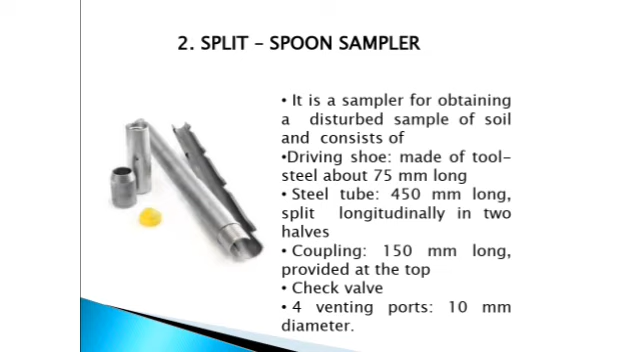 2. SPLIT – SPOON SAMPLER
• It is a sampler for obtaining
a disturbed sample of soil
and consists of
•Driving shoe: made of tool-
steel about 75 mm long
• Steel tube: 450 mm long,
split longitudinally in two
halves
• Coupling: 150 mm long,
provided at the top
• Check valve
• 4 venting ports: 10 mm
diameter.